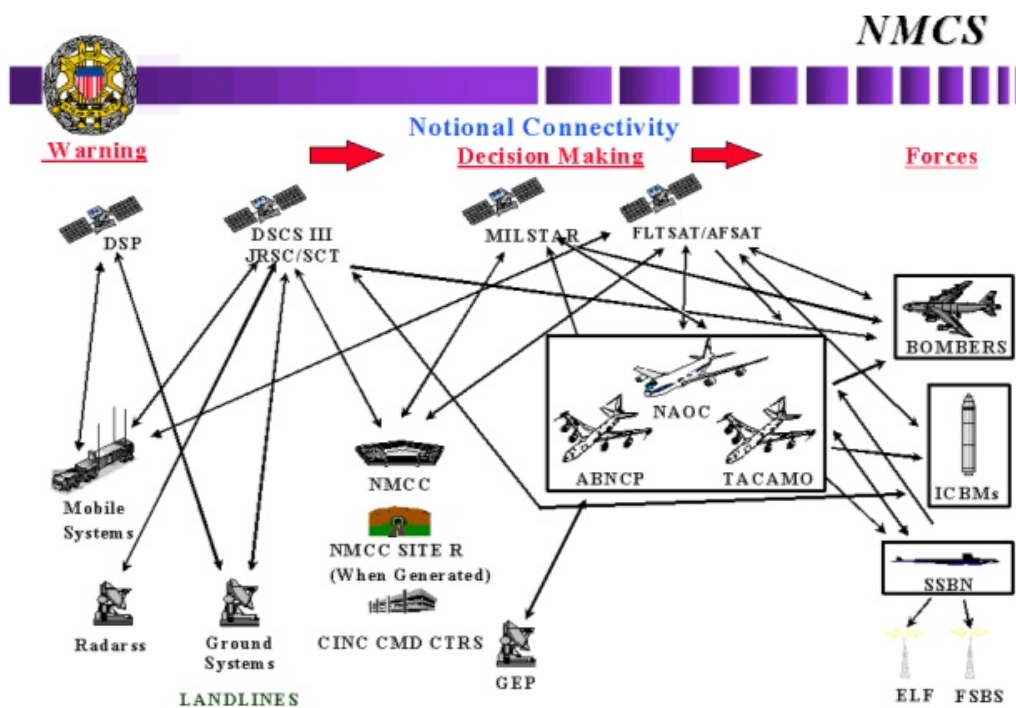 NMCS
Notional Connectivity
Warning
Decision Making
Forces
DSP
DSCS III
JRSC/SCT
MILSTAR
FLTSAT/AFSAT
BOMBERS
NAOC
ABNCP
TACAMO
ICBMs
NMCC
Mobile
Systems
NMCC SITE R
(When Generated)
SSBN
Radarss
Ground
Systems
CINC CMD CTRS
GEP
ELF
FSBS
LANDLINES